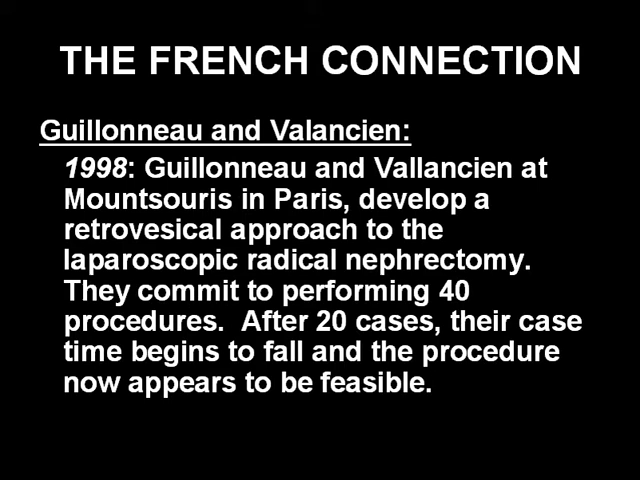 THE FRENCH CONNECTION
Guillonneau and Valancien:
1998: Guillonneau and Vallancien at
Mountsouris in Paris, develop a
retrovesical approach to the
laparoscopic radical nephrectomy.
They commit to performing 40
procedures.  After 20 cases, their case
time begins to fall and the procedure
now appears to be feasible.